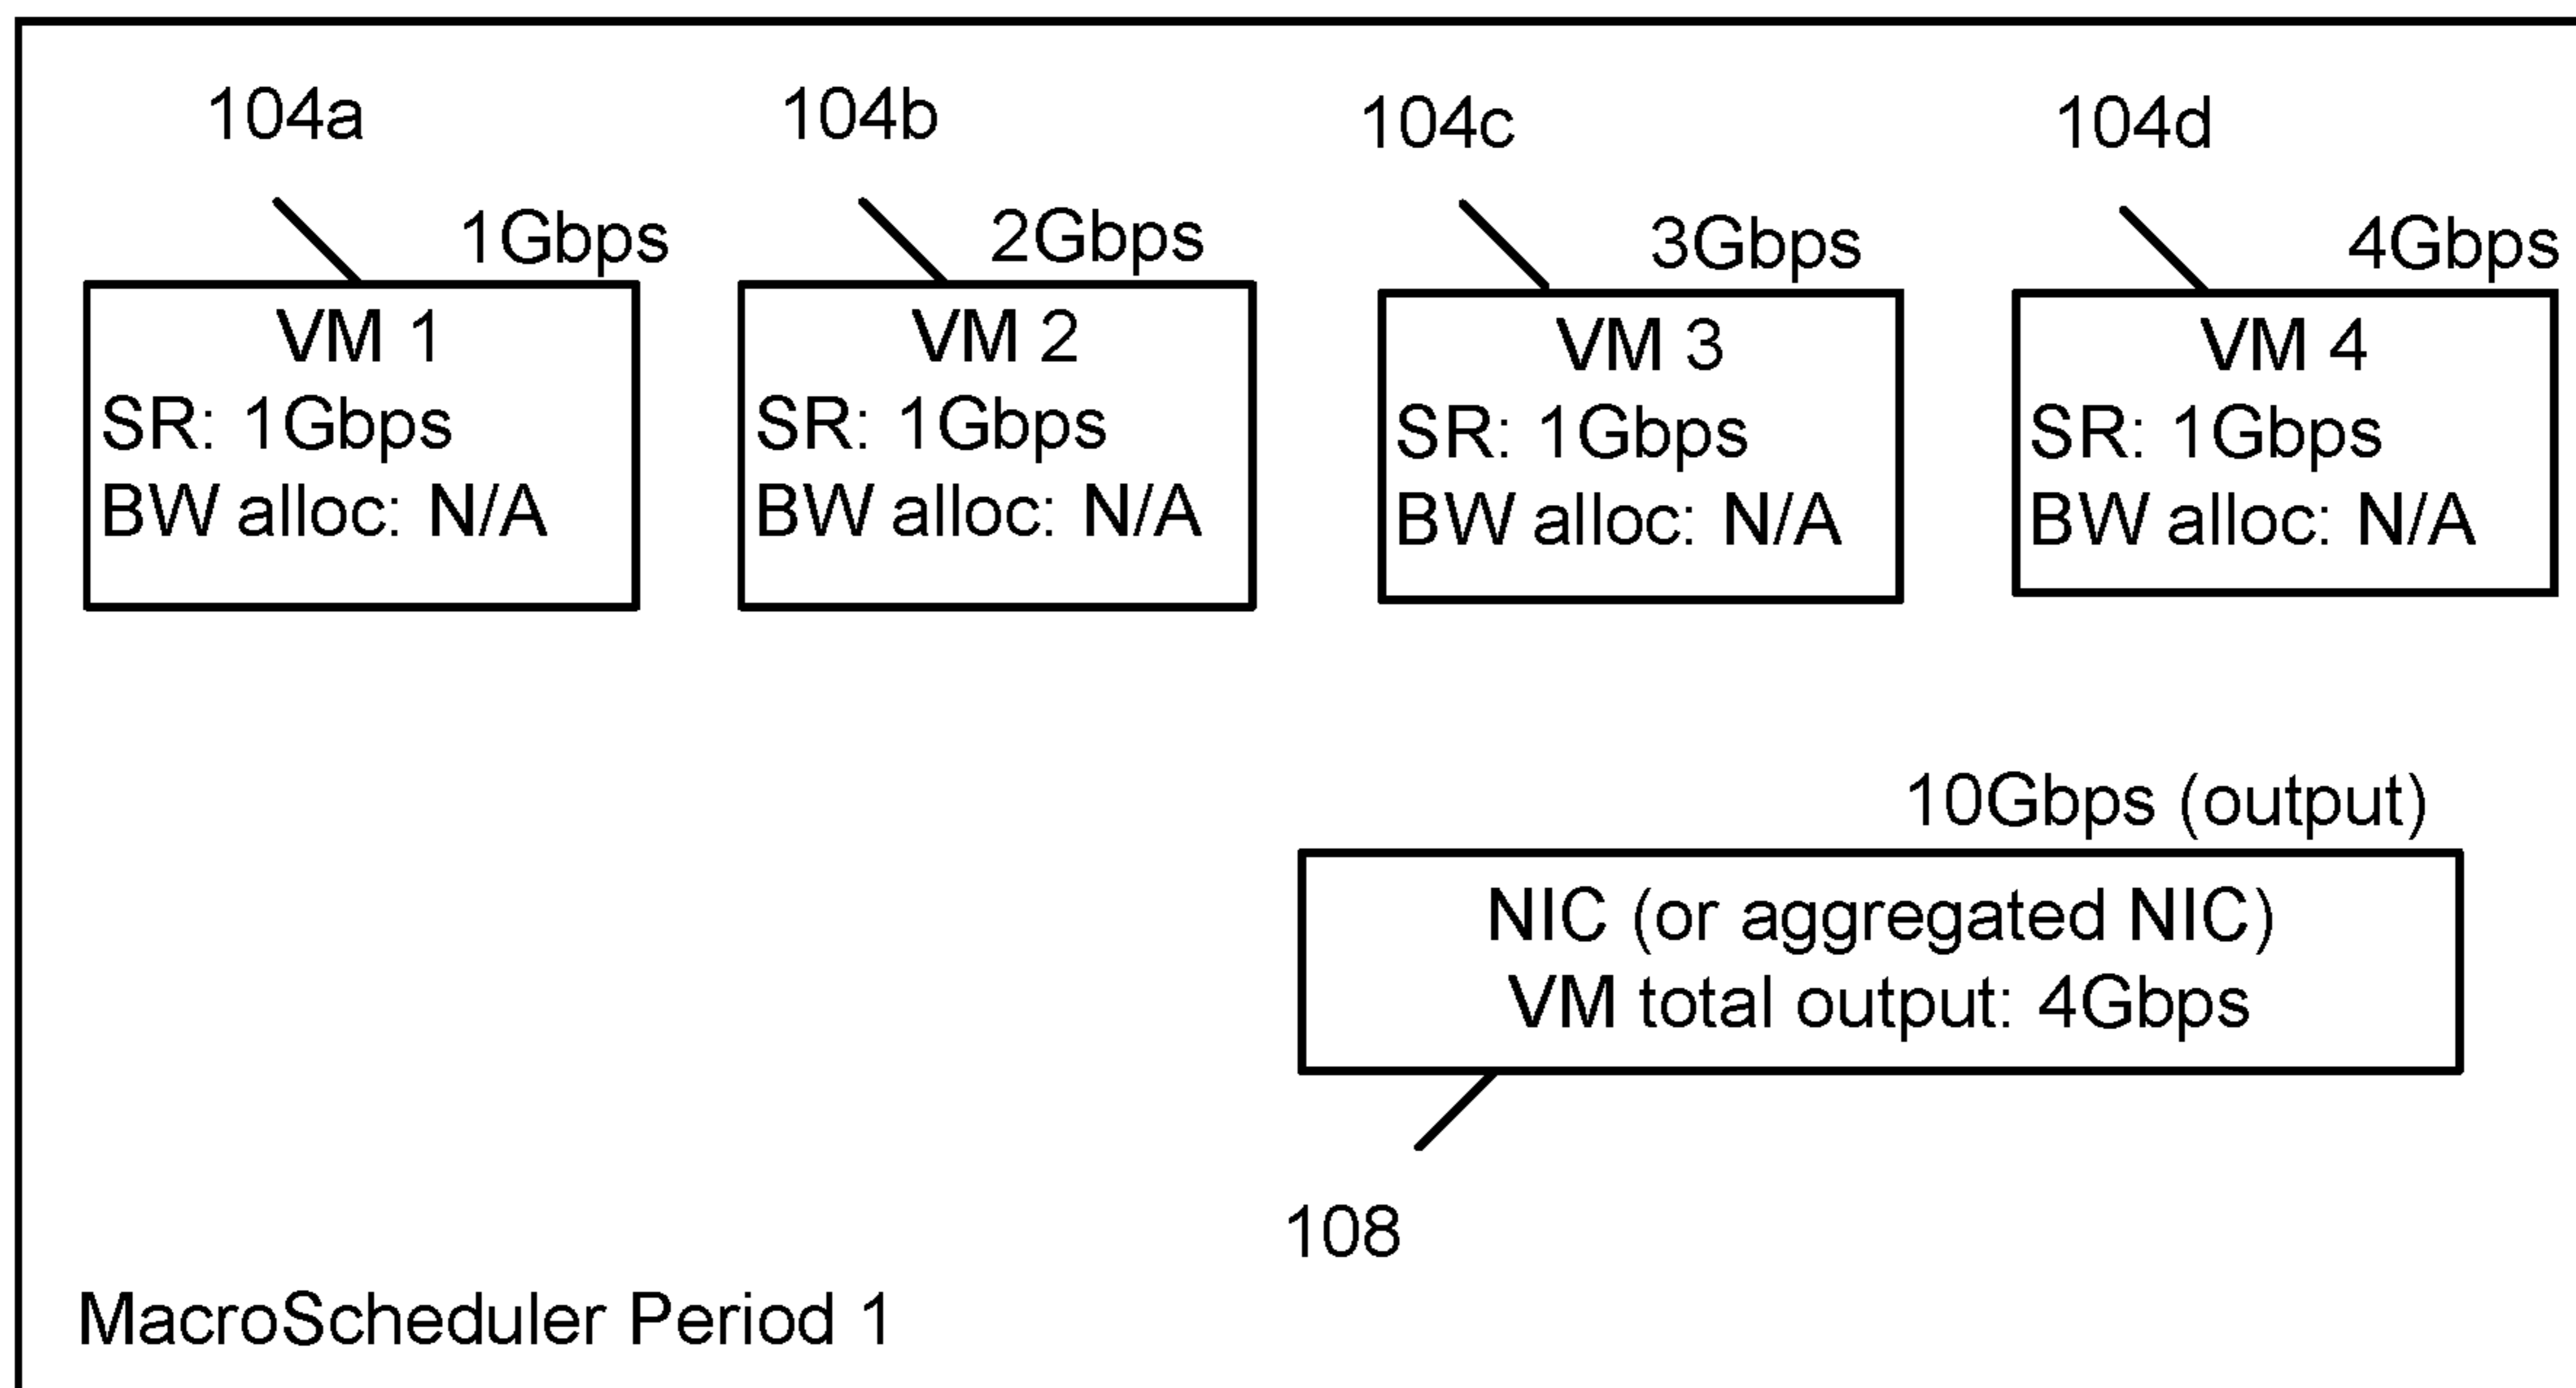 104a
104b
104c
104d
1Gbps
2Gbps
3Gbps
4Gbps
VM 1
SR: 1Gbps
BW alloc: N/A
VM 2
SR: 1Gbps
BW alloc: N/A
VM 3
SR: 1Gbps
BW alloc: N/A
VM 4
SR: 1Gbps
BW alloc: N/A
10Gbps (output)
NIC (or aggregated NIC)
VM total output: 4Gbps
108
MacroScheduler Period 1